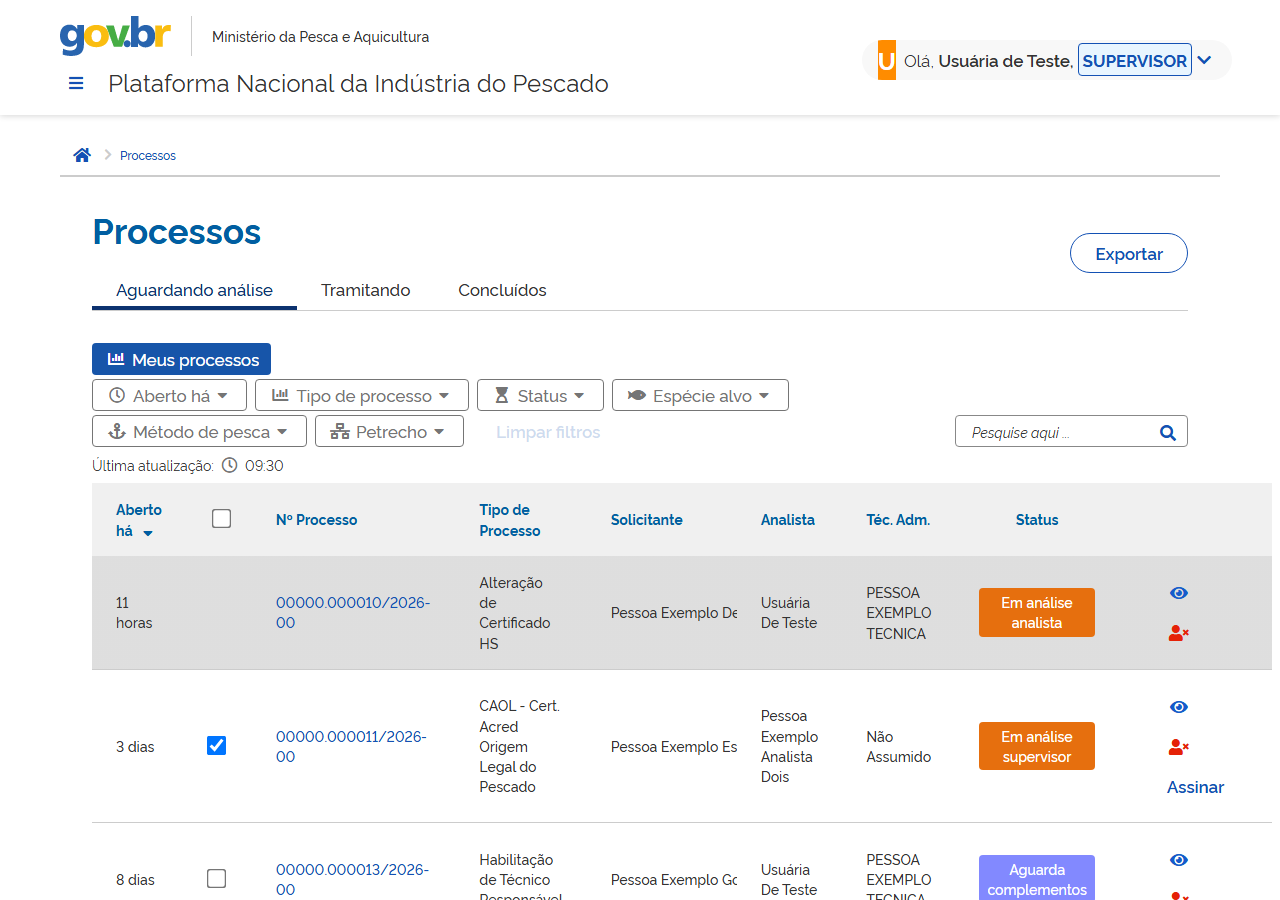 gov.br
Ministério da Pesca e Aquicultura
Plataforma Nacional da Indústria do Pescado
U Olá, Usuária de Teste, SUPERVISOR
Processos
Processos
Exportar
Aguardando análise Tramitando Concluídos
Meus processos
Aberto há Tipo de processo Status Espécie alvo
Método de pesca Petrecho Limpar filtros Pesquise aqui ...
Última atualização: 09:30
Aberto há Nº Processo Tipo de Processo Solicitante Analista Téc. Adm. Status
11 horas
00000.000010/2026-00
Alteração de Certificado HS
Pessoa Exemplo De
Usuária De Teste
PESSOA EXEMPLO TECNICA
Em análise analista
3 dias
00000.000011/2026-00
CAOL - Cert. Acred Origem Legal do Pescado
Pessoa Exemplo Es
Pessoa Exemplo Analista Dois
Não Assumido
Em análise supervisor
Assinar
8 dias
00000.000013/2026-00
Habilitação de Técnico Responsável
Pessoa Exemplo Go
Usuária De Teste
PESSOA EXEMPLO TECNICA
Aguarda complementos